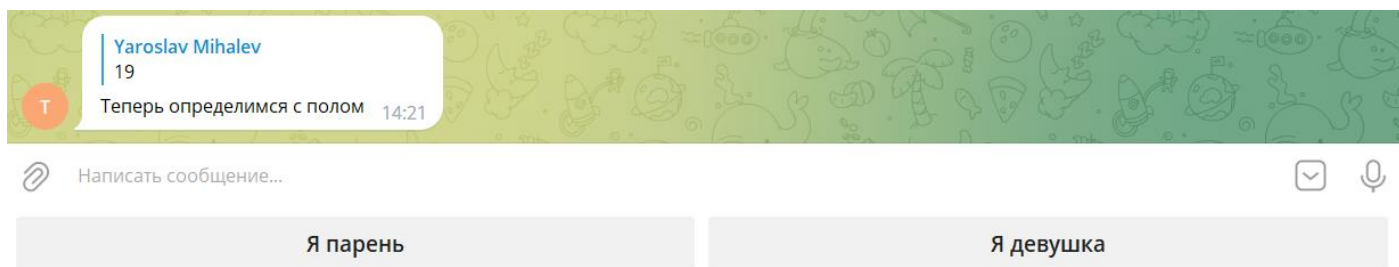 Yaroslav Mihalev
19
T
Теперь определимся с полом 14:21
Написать сообщение...
Я парень
Я девушка